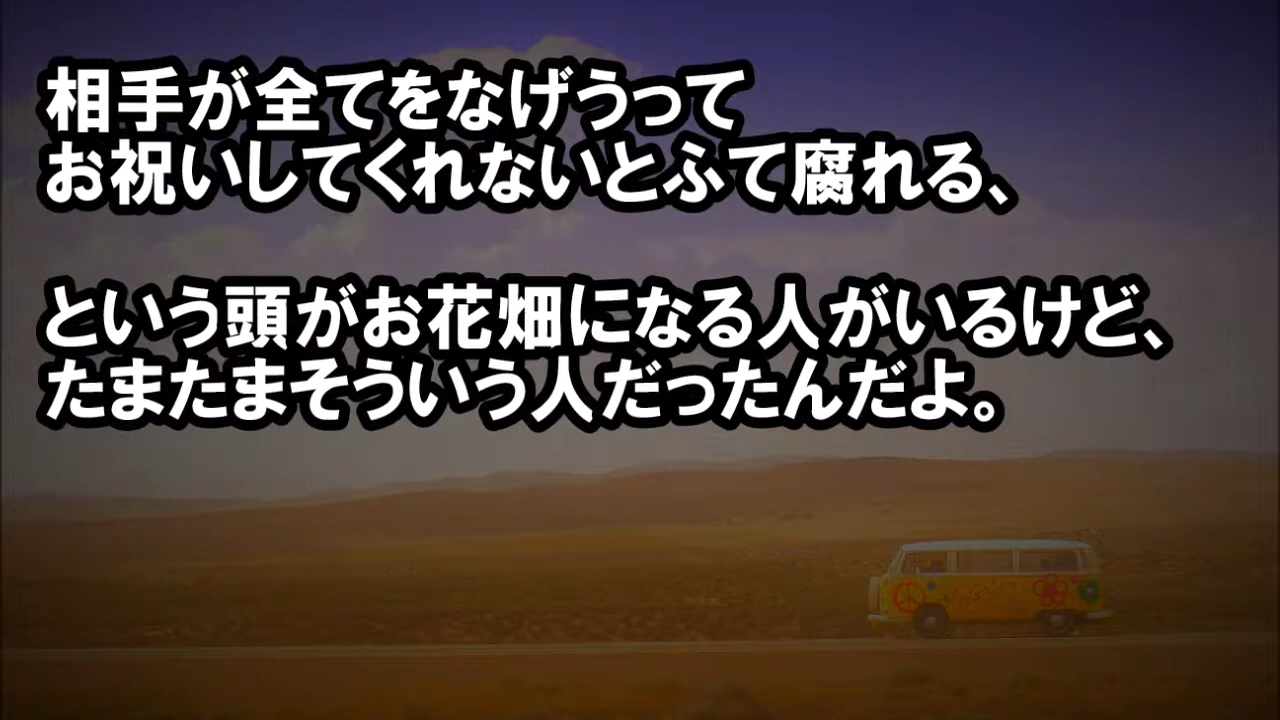 相手が全てをなげうって
お祝いしてくれないとふて腐れる、
という頭がお花畑になる人がいるけど、
たまたまそういう人だったんだよ。